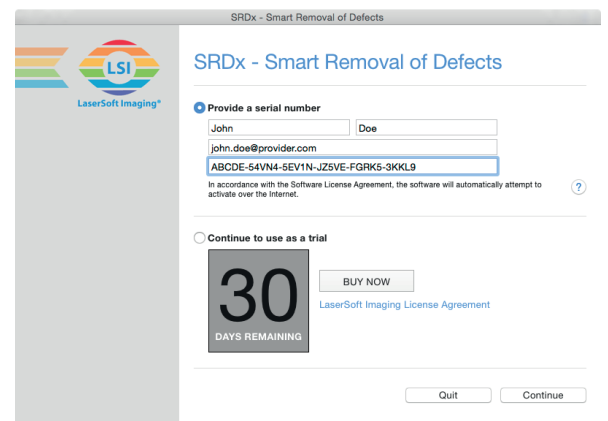 SRDx - Smart Removal of Defects
LSI
LaserSoft Imaging®
SRDx - Smart Removal of Defects
Provide a serial number
John
Doe
john.doe@provider.com
ABCDE-54VN4-5EV1N-JZ5VE-FGRK5-3KKL9
In accordance with the Software License Agreement, the software will automatically attempt to
activate over the Internet.
?
Continue to use as a trial
30
DAYS REMAINING
BUY NOW
LaserSoft Imaging License Agreement
Quit
Continue